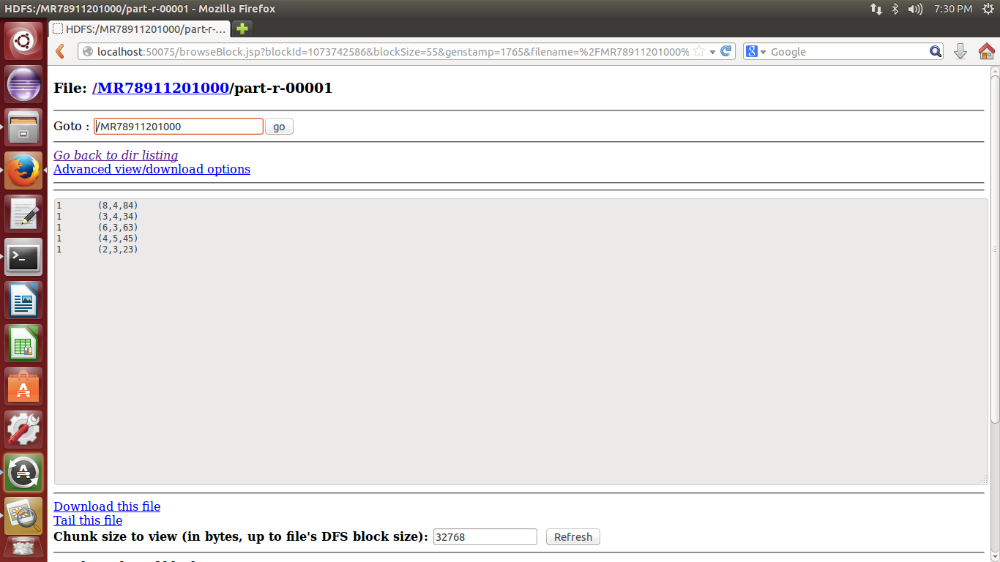 HDFS:/MR78911201000/part-r-00001 - Mozilla Firefox
7:30 PM
HDFS:/MR78911201000/part-r-...
localhost:50075/browseBlock.jsp?blockId=1073742586&blockSize=55&genstamp=1765&filename=%2FMR78911201000%
Google
File: /MR78911201000/part-r-00001
Goto : /MR78911201000 go
Go back to dir listing
Advanced view/download options
1 (8,4,84)
1 (3,4,34)
1 (6,3,63)
1 (4,5,45)
1 (2,3,23)
Download this file
Tail this file
Chunk size to view (in bytes, up to file's DFS block size): 32768 Refresh